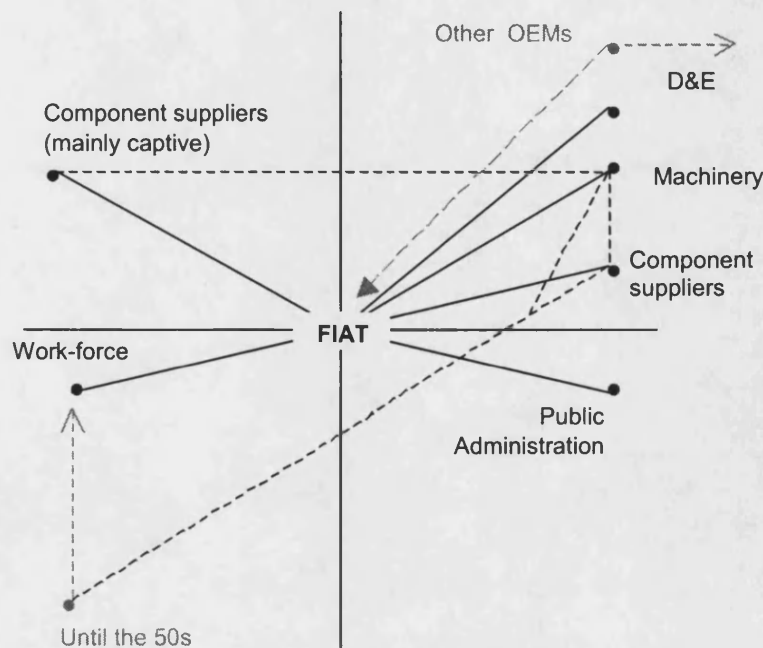 Other OEMs
D&E
Component suppliers
(mainly captive)
Machinery
Component
suppliers
FIAT
Work-force
Public
Administration
Until the 50s